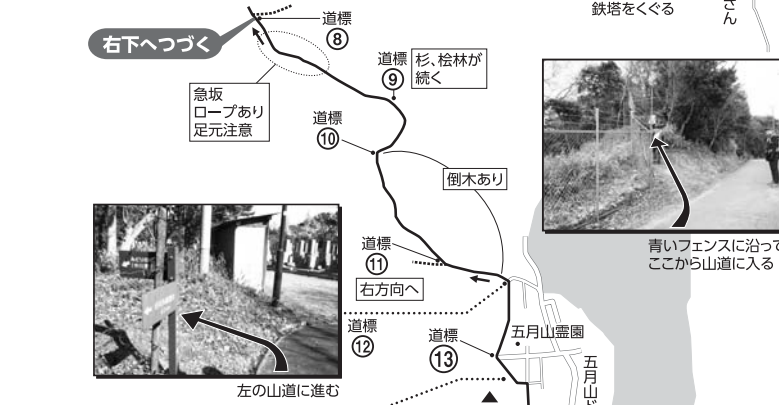 鉄塔をくぐる
さん
道標
⑧
右下へつづく
道標
⑨
杉、桧林が
続く
急坂
ロープあり
足元注意
道標
⑩
倒木あり
道標
⑪
右方向へ
青いフェンスに沿って
ここから山道に入る
道標
⑫
道標
⑬
五月山霊園
五月山ド
左の山道に進む